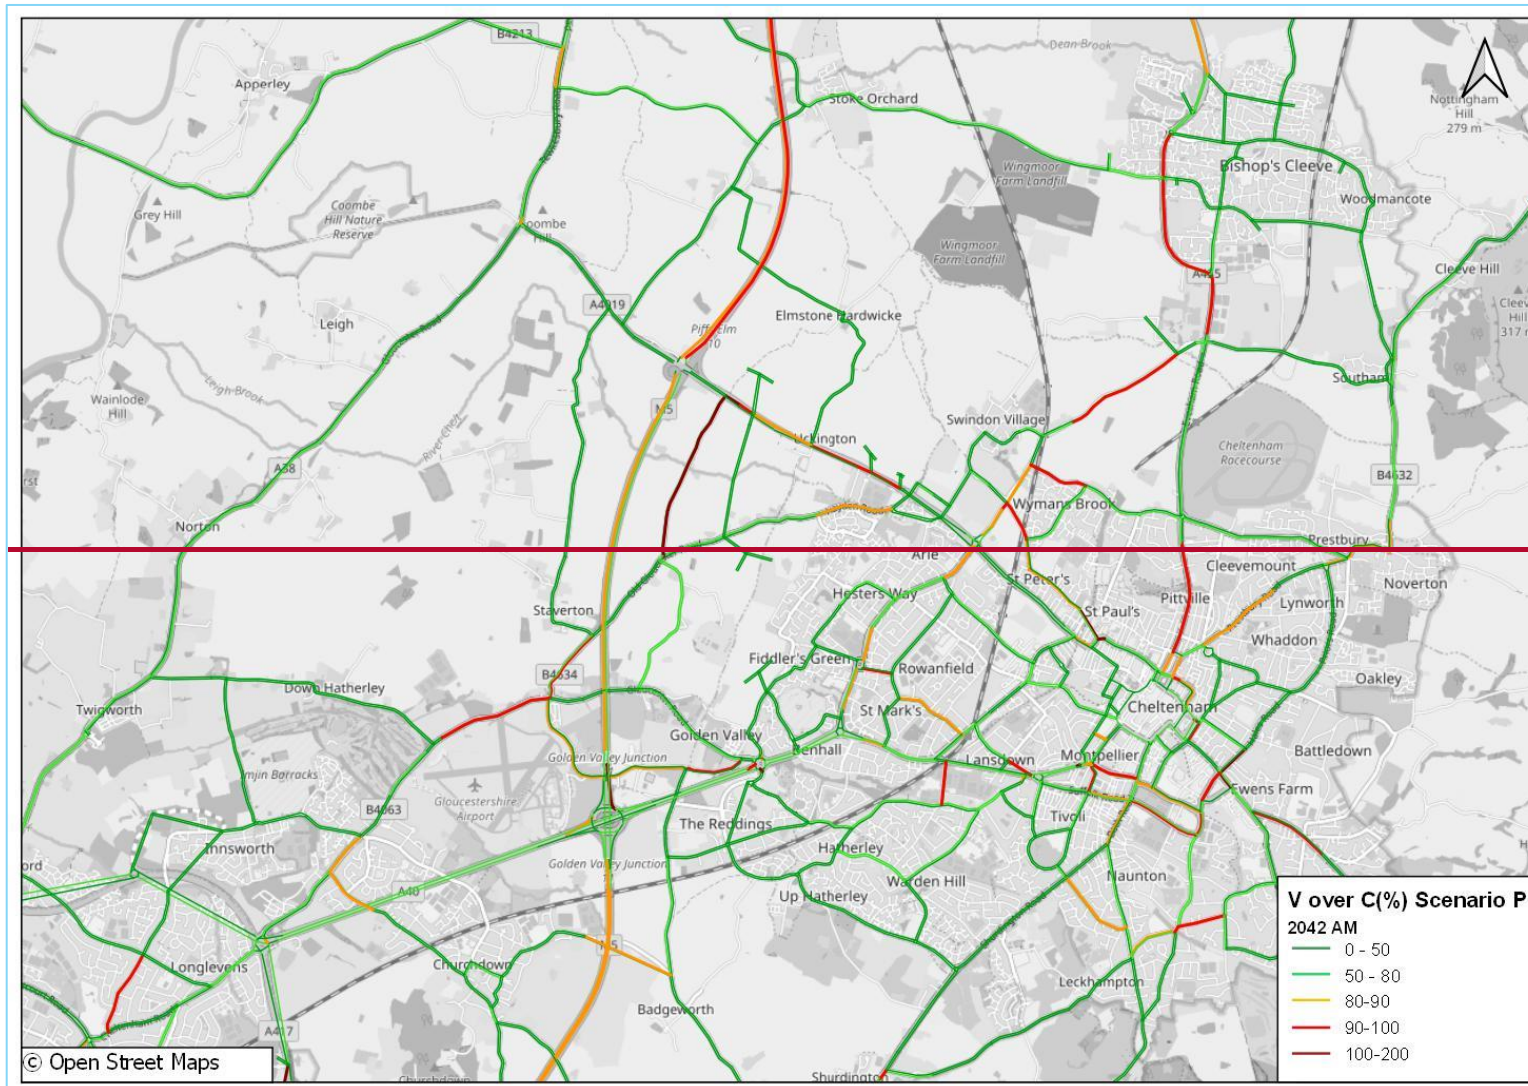 B4213
Apperley
Dean Brook
Stoke Orchard
Nottingham
Hill
279 m
Tewkesbury Road
Wingmoor
Farm Landfill
Bishop's Cleeve
Woodmancote
Grey Hill
Coombe
Hill Nature
Reserve
Wingmoor
Farm Landfill
Cleeve Hill
Leigh
Elmstone Hardwicke
317
Leigh Brook
Wainlode
Hill
M5
River Chelt
Southam
Uckington
Swindon Village
Cheltenham
Racecourse
A38
B4632
Norton
Wymans Brook
Prestbury
Arle
Cleevemount
Noverton
St Peter's
Hesters Way
Pittville
Lynworth
Staverton
St Paul's
Whaddon
Fiddler's Green
Rowanfield
Oakley
Down Hatherley
Twigworth
St Mark's
Cheltenham
Golden Valley
Benhall
Golden Valley Junction
Lansdown
Montpellier
Battledown
B4063
Gloucestershire
Airport
Ewens Farm
Tivoli
The Reddings
Innsworth
Hatherley
Golden Valley Junction
Naunton
Warden Hill
Up Hatherley
A40
V over C(%) Scenario P
2042 AM
0 - 50
50 - 80
80-90
90-100
100-200
Longlevens
Churchdown
Leckhampton
Badgeworth
A417
Shurdington
Churchdown
© Open Street Maps